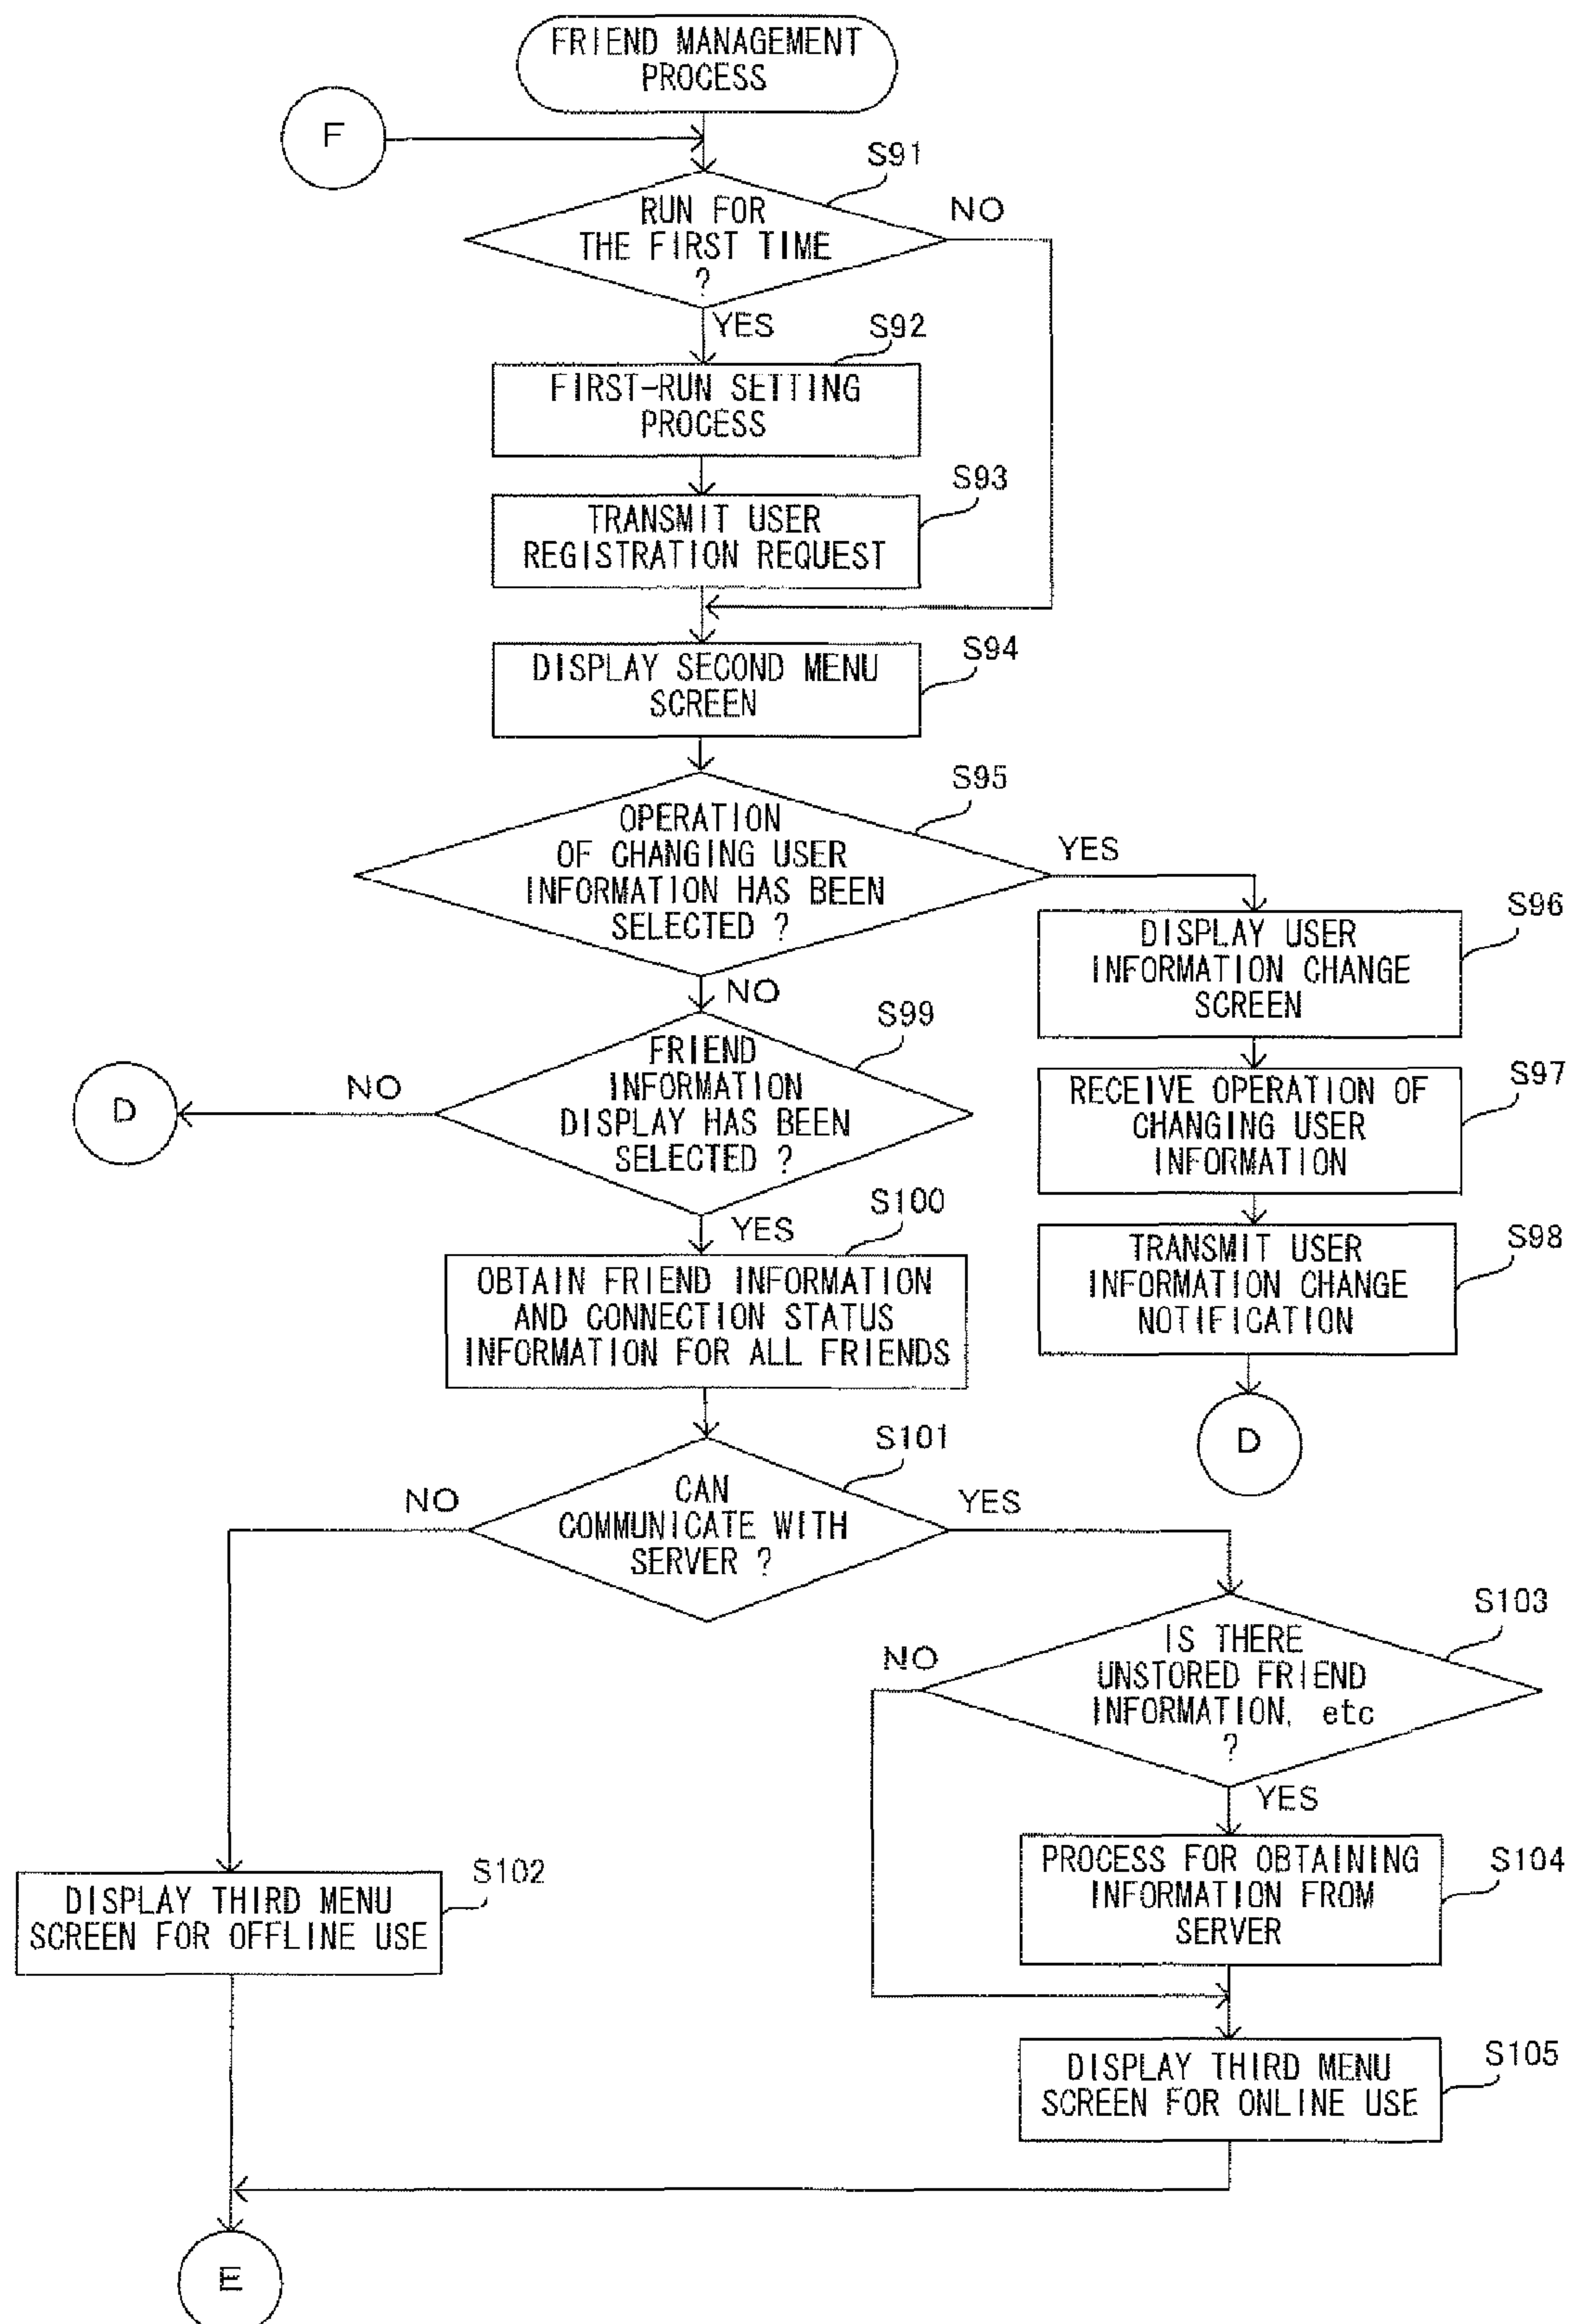 FRIEND MANAGEMENT
PROCESS
F
S91
RUN FOR
THE FIRST TIME
?
NO
YES
S92
FIRST-RUN SETTING
PROCESS
S93
TRANSMIT USER
REGISTRATION REQUEST
S94
DISPLAY SECOND MENU
SCREEN
S95
OPERATION
OF CHANGING USER
INFORMATION HAS BEEN
SELECTED ?
YES
S96
DISPLAY USER
INFORMATION CHANGE
SCREEN
NO
S99
FRIEND
INFORMATION
DISPLAY HAS BEEN
SELECTED ?
NO
D
S97
RECEIVE OPERATION OF
CHANGING USER
INFORMATION
YES
S100
OBTAIN FRIEND INFORMATION
AND CONNECTION STATUS
INFORMATION FOR ALL FRIENDS
S98
TRANSMIT USER
INFORMATION CHANGE
NOTIFICATION
D
S101
CAN
COMMUNICATE WITH
SERVER ?
NO
YES
S103
IS THERE
UNSTORED FRIEND
INFORMATION, etc
?
NO
YES
S102
DISPLAY THIRD MENU
SCREEN FOR OFFLINE USE
S104
PROCESS FOR OBTAINING
INFORMATION FROM
SERVER
S105
DISPLAY THIRD MENU
SCREEN FOR ONLINE USE
E